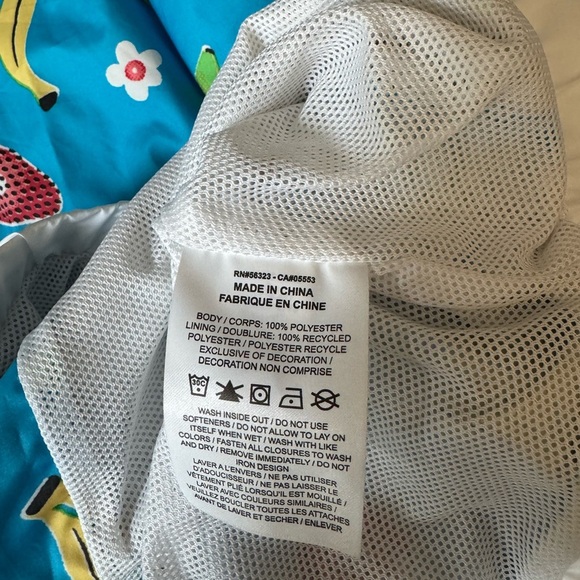 RN#56323 - CA#05553
MADE IN CHINA
FABRIQUE EN CHINE
BODY / CORPS: 100% POLYESTER
LINING / DOUBLURE: 100% RECYCLED
POLYESTER / POLYESTER RECYCLE
EXCLUSIVE OF DECORATION /
DECORATION NON COMPRISE
30C
WASH INSIDE OUT / DO NOT USE
SOFTENERS / DO NOT ALLOW TO LAY ON
ITSELF WHEN WET / WASH WITH LIKE
COLORS / FASTEN ALL CLOSURES TO WASH
AND DRY / REMOVE IMMEDIATELY / DO NOT
IRON DESIGN
LAVER A L'ENVERS / NE PAS UTILISER
D'ADOUCISSEUR / NE PAS LAISSER LE
VETEMENT PLIÉ LORSQU'IL EST MOUILLÉ /
LAVER AVEC COULEURS SIMILAIRES /
VEUILLEZ BOUCLER TOUTES LES ATTACHES
AVANT LAVER ET SECHER / ENLEVER